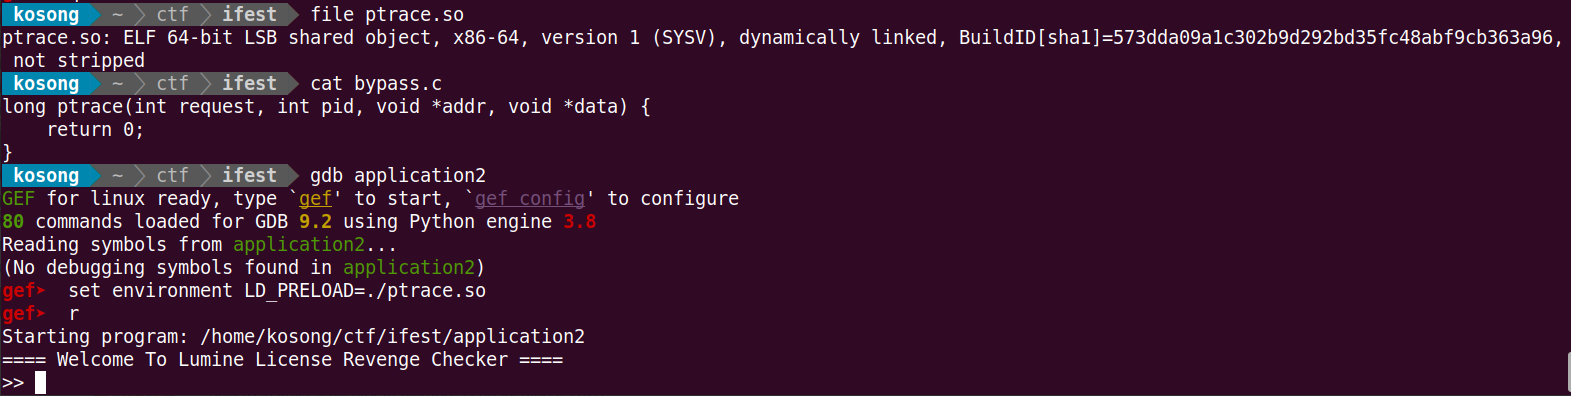 kosong ~ ctf ifest file ptrace.so
ptrace.so: ELF 64-bit LSB shared object, x86-64, version 1 (SYSV), dynamically linked, BuildID[sha1]=573dda09a1c302b9d292bd35fc48abf9cb363a96,
not stripped
kosong ~ ctf ifest cat bypass.c
long ptrace(int request, int pid, void *addr, void *data) {
    return 0;
}
kosong ~ ctf ifest gdb application2
GEF for linux ready, type `gef' to start, `gef config' to configure
80 commands loaded for GDB 9.2 using Python engine 3.8
Reading symbols from application2...
(No debugging symbols found in application2)
gef➤  set environment LD_PRELOAD=./ptrace.so
gef➤  r
Starting program: /home/kosong/ctf/ifest/application2
==== Welcome To Lumine License Revenge Checker ====
>>